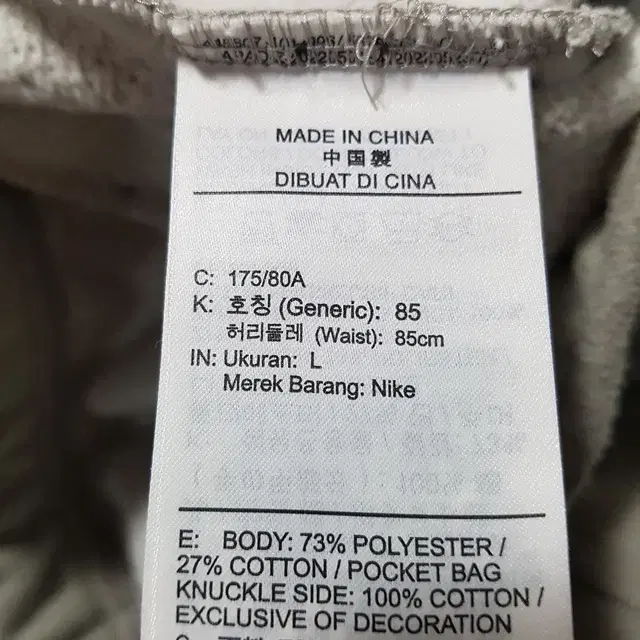 MADE IN CHINA
中国製
DIBUAT DI CINA
C: 175/80A
K: 호칭 (Generic): 85
허리둘레 (Waist): 85cm
IN: Ukuran: L
Merek Barang: Nike
E: BODY: 73% POLYESTER /
27% COTTON / POCKET BAG
KNUCKLE SIDE: 100% COTTON /
EXCLUSIVE OF DECORATION